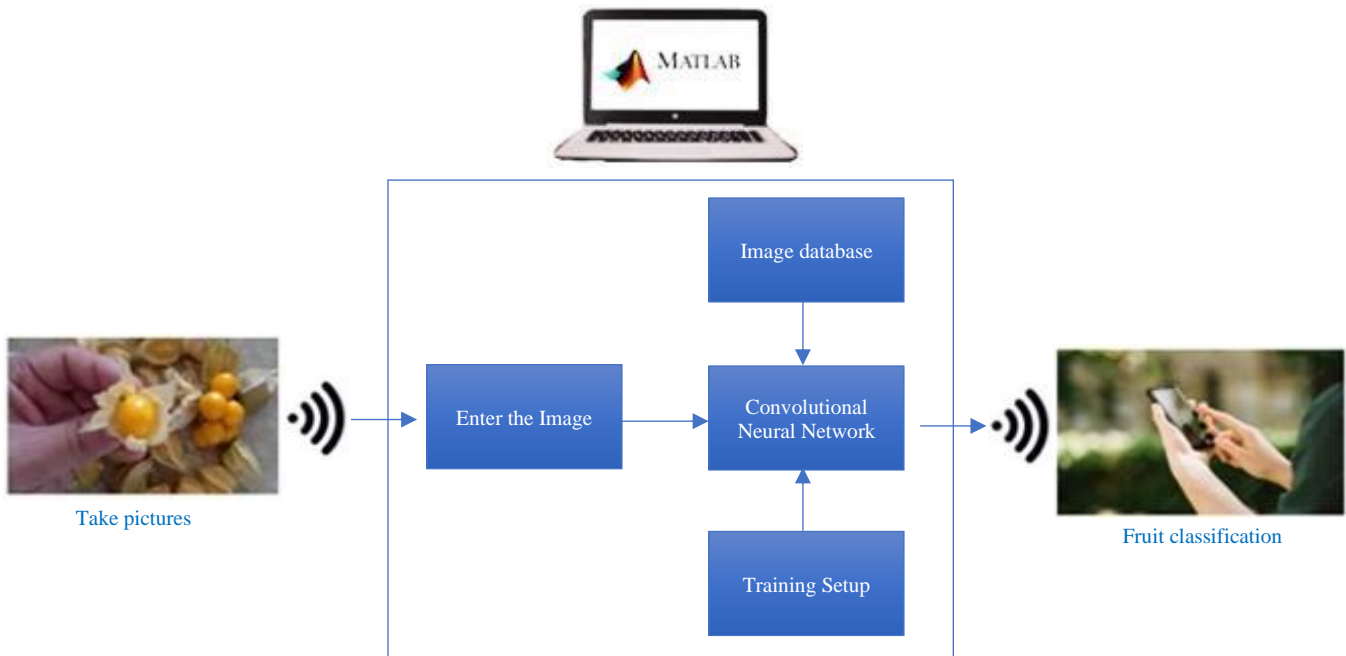 MATLAB
Image database
Enter the Image
Convolutional
Neural Network
Take pictures
Fruit classification
Training Setup